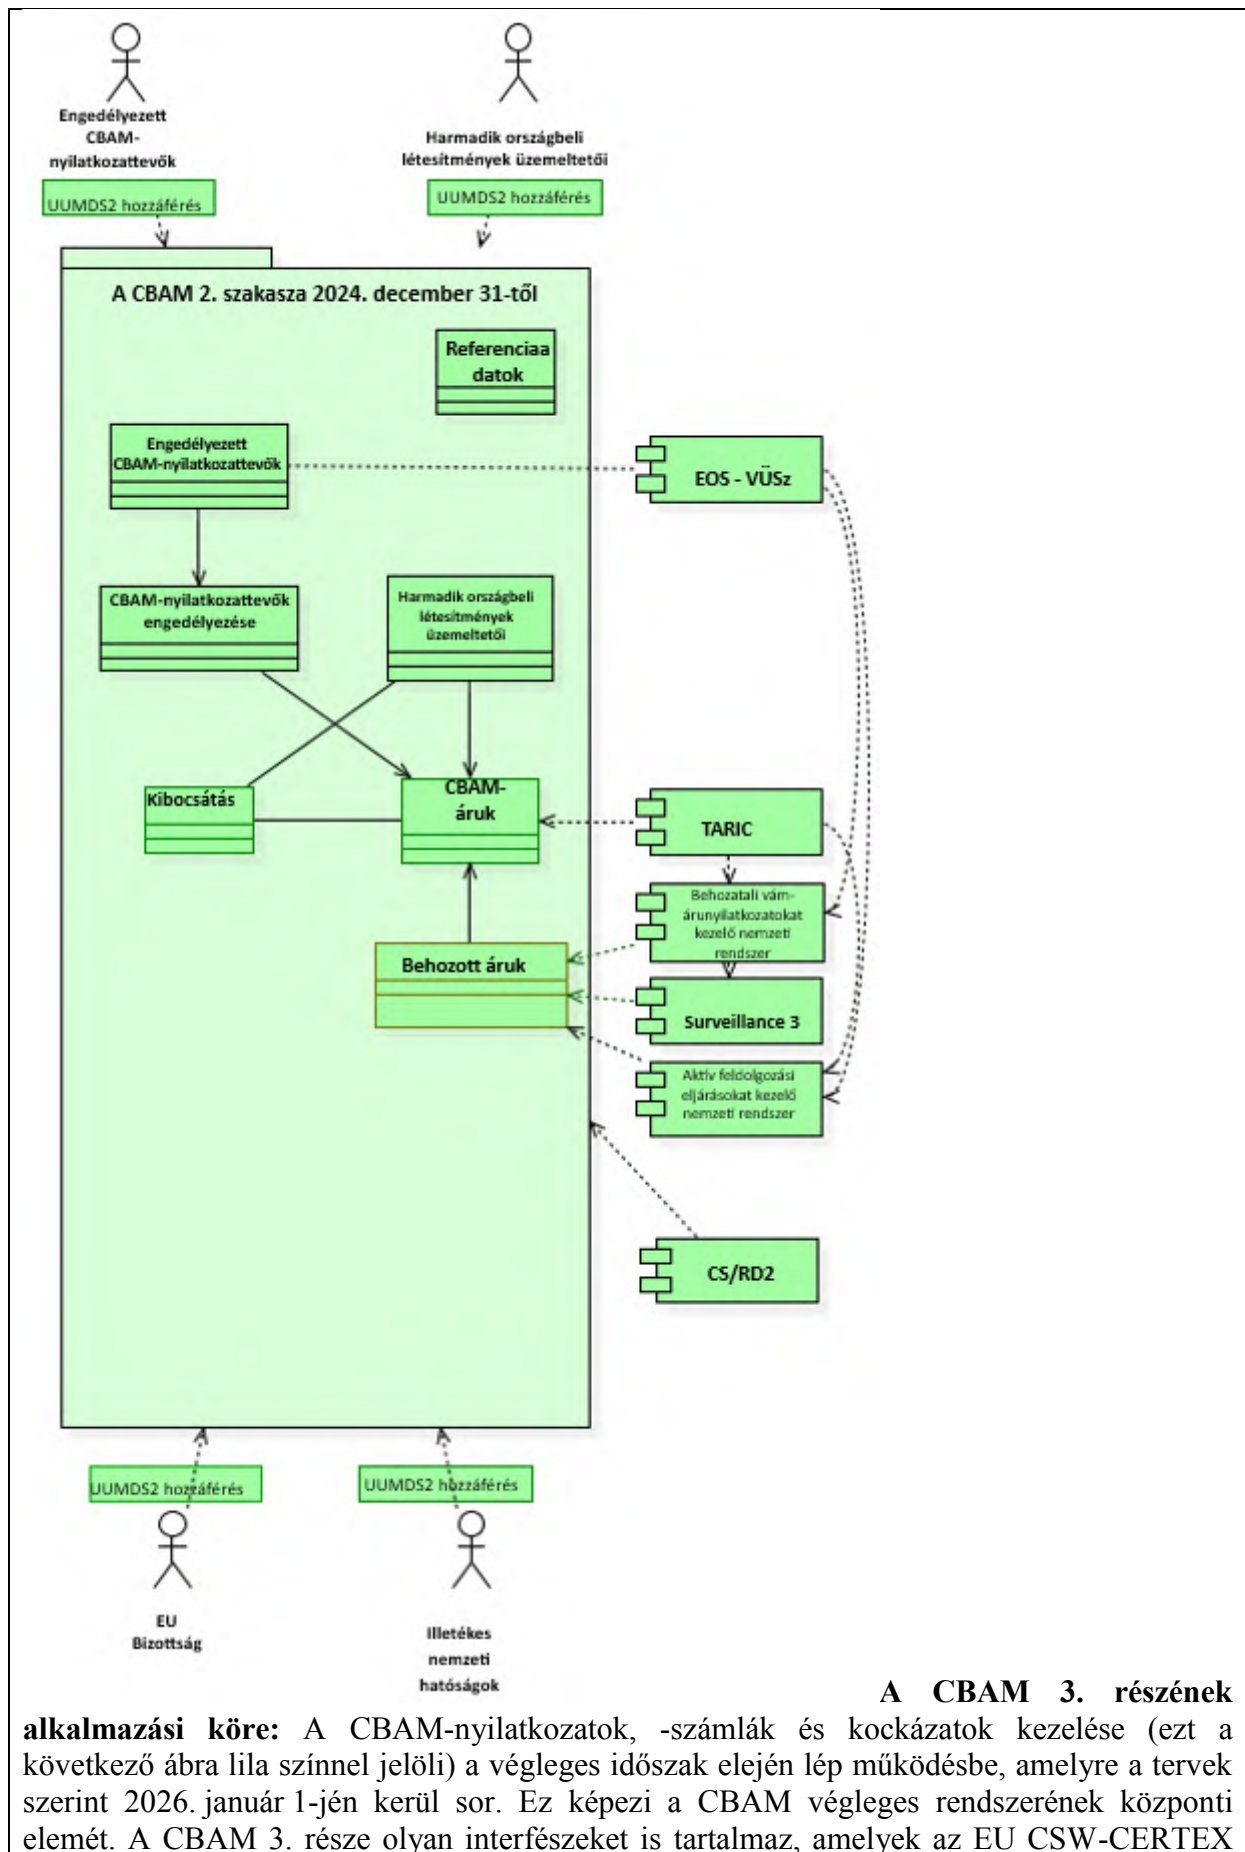 Engedélyezett
CBAM-
nyilatkozattevők
Harmadik országbeli
létesítmények üzemeltetői
UUMDS2 hozzáférés
UUMDS2 hozzáférés
A CBAM 2. szakasza 2024. december 31-től
Referenciaa
datok
Engedélyezett
CBAM-nyilatkozattevők
EOS - VÜSz
CBAM-nyilatkozattevők
engedélyezése
Harmadik országbeli
létesítmények
üzemeltetői
Kibocsátás
CBAM-
áruk
TARIC
Behozatali vám-
árunyilatkozatokat
kezelő nemzeti
rendszer
Behozott áruk
Surveillance 3
Aktív feldolgozási
eljárásokat kezelő
nemzeti rendszer
CS/RD2
UUMDS2 hozzáférés
UUMDS2 hozzáférés
EU
Bizottság
Illetékes
nemzeti
hatóságok
A CBAM 3. részének
alkalmazási köre: A CBAM-nyilatkozatok, -számlák és kockázatok kezelése (ezt a
következő ábra lila színnel jelöli) a végleges időszak elején lép működésbe, amelyre a tervek
szerint 2026. január 1-jén kerül sor. Ez képezi a CBAM végleges rendszerének központi
elemét. A CBAM 3. része olyan interfészeket is tartalmaz, amelyek az EU CSW-CERTEX